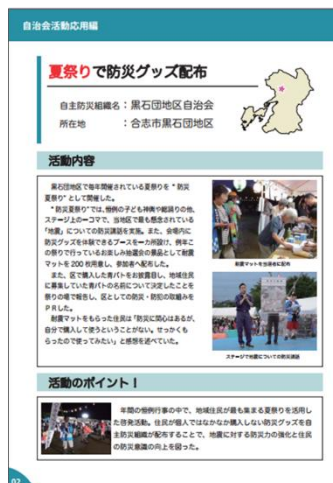 自治会活動応用編
夏祭りで防災グッズ配布
自主防災組織名：黒石団地区自治会
所在地　　　：合志市黒石団地区
活動内容
黒石団地区で毎年開催されている夏祭りを“防災
夏祭り”として開催した。
“防災夏祭り”では、恒例の子ども神輿や総踊りの他、
ステージ上の一コマで、当地区で最も懸念されている
「地震」についての防災講話を実施。また、会場内に
防災グッズを体験できるブースを一カ所設け、例年こ
の祭りで行っているお楽しみ抽選会の景品として耐震
マットを200枚用意し、参加者へ配布した。
また、区で購入した青パトをお披露目し、地域住民
に募集していた青パトの名前について決定したことを
祭りの場で報告し、区としての防災・防犯の取組みを
ＰＲした。
耐震マットをもらった住民は「防災に関心はあるが、
自分で購入して使うということがない。せっかくも
らったので使ってみたい」と感想を述べていた。
耐震マットを当選者に配布
ステージで地震についての防災講話
活動のポイント！
年間の恒例行事の中で、地域住民が最も集まる夏祭りを活用し
た啓発活動。住民が個人ではなかなか購入しない防災グッズを自
主防災組織が配布することで、地震に対する防災力の強化と住民
の防災意識の向上を図った。
02